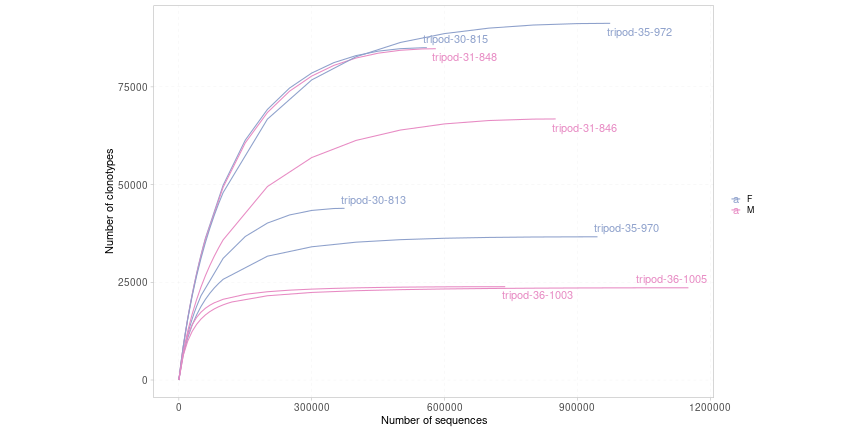 tripod-35-972
tripod-30-815
tripod-31-848
75000
tripod-31-846
50000
tripod-30-813
tripod-35-970
25000
tripod-36-1005
tripod-36-1003
0
0
300000
600000
900000
1200000
Number of sequences
Number of clonotypes
a F
a M